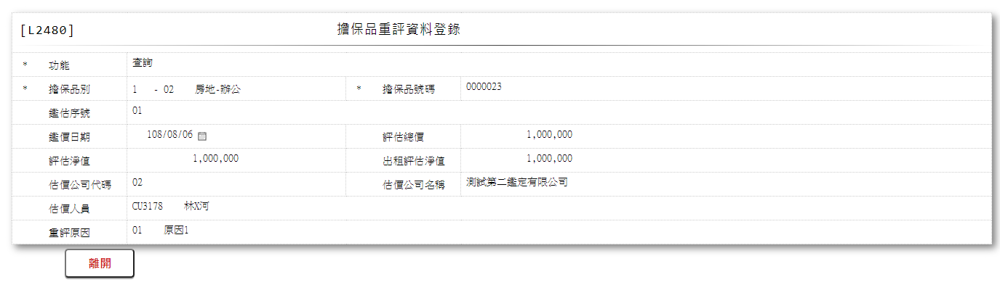 [L2480] 擔保品重評資料登錄
* 功能 查詢
* 擔保品別 1 - 02 房地-辦公 * 擔保品號碼 0000023
鑑估序號 01
鑑價日期 108/08/06 評估總價 1,000,000
評估淨值 1,000,000 出租評估淨值 1,000,000
估價公司代碼 02 估價公司名稱 測試第二鑑定有限公司
估價人員 CU3178 林X河
重評原因 01 原因1
離開